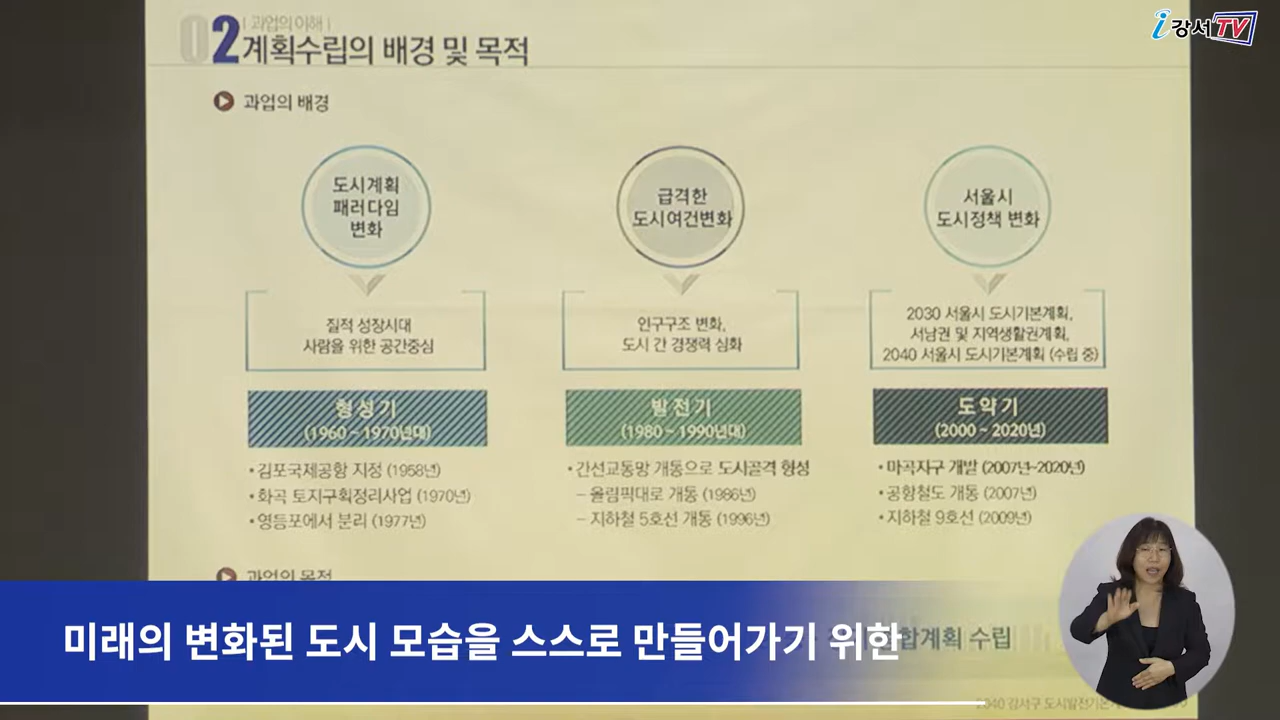 i강서TV
02
| 과업의 이해 |
계획수립의 배경 및 목적
과업의 배경
도시계획
패러다임
변화
급격한
도시여건변화
서울시
도시정책 변화
질적 성장시대
사람을 위한 공간중심
인구구조 변화,
도시 간 경쟁력 심화
2030 서울시 도시기본계획,
서남권 및 지역생활권계획,
2040 서울시 도시기본계획 (수립 중)
형성기
(1960 ~ 1970년대)
발전기
(1980 ~ 1990년대)
도약기
(2000 ~ 2020년)
• 김포국제공항 지정 (1958년)
• 화곡 토지구획정리사업 (1970년)
• 영등포에서 분리 (1977년)
• 간선교통망 개통으로 도시골격 형성
– 올림픽대로 개통 (1986년)
– 지하철 5호선 개통 (1996년)
• 마곡지구 개발 (2007년~2020년)
• 공항철도 개통 (2007년)
• 지하철 9호선 (2009년)
과업의 목적
수립
미래의 변화된 도시 모습을 스스로 만들어가기 위한
2040 강서구